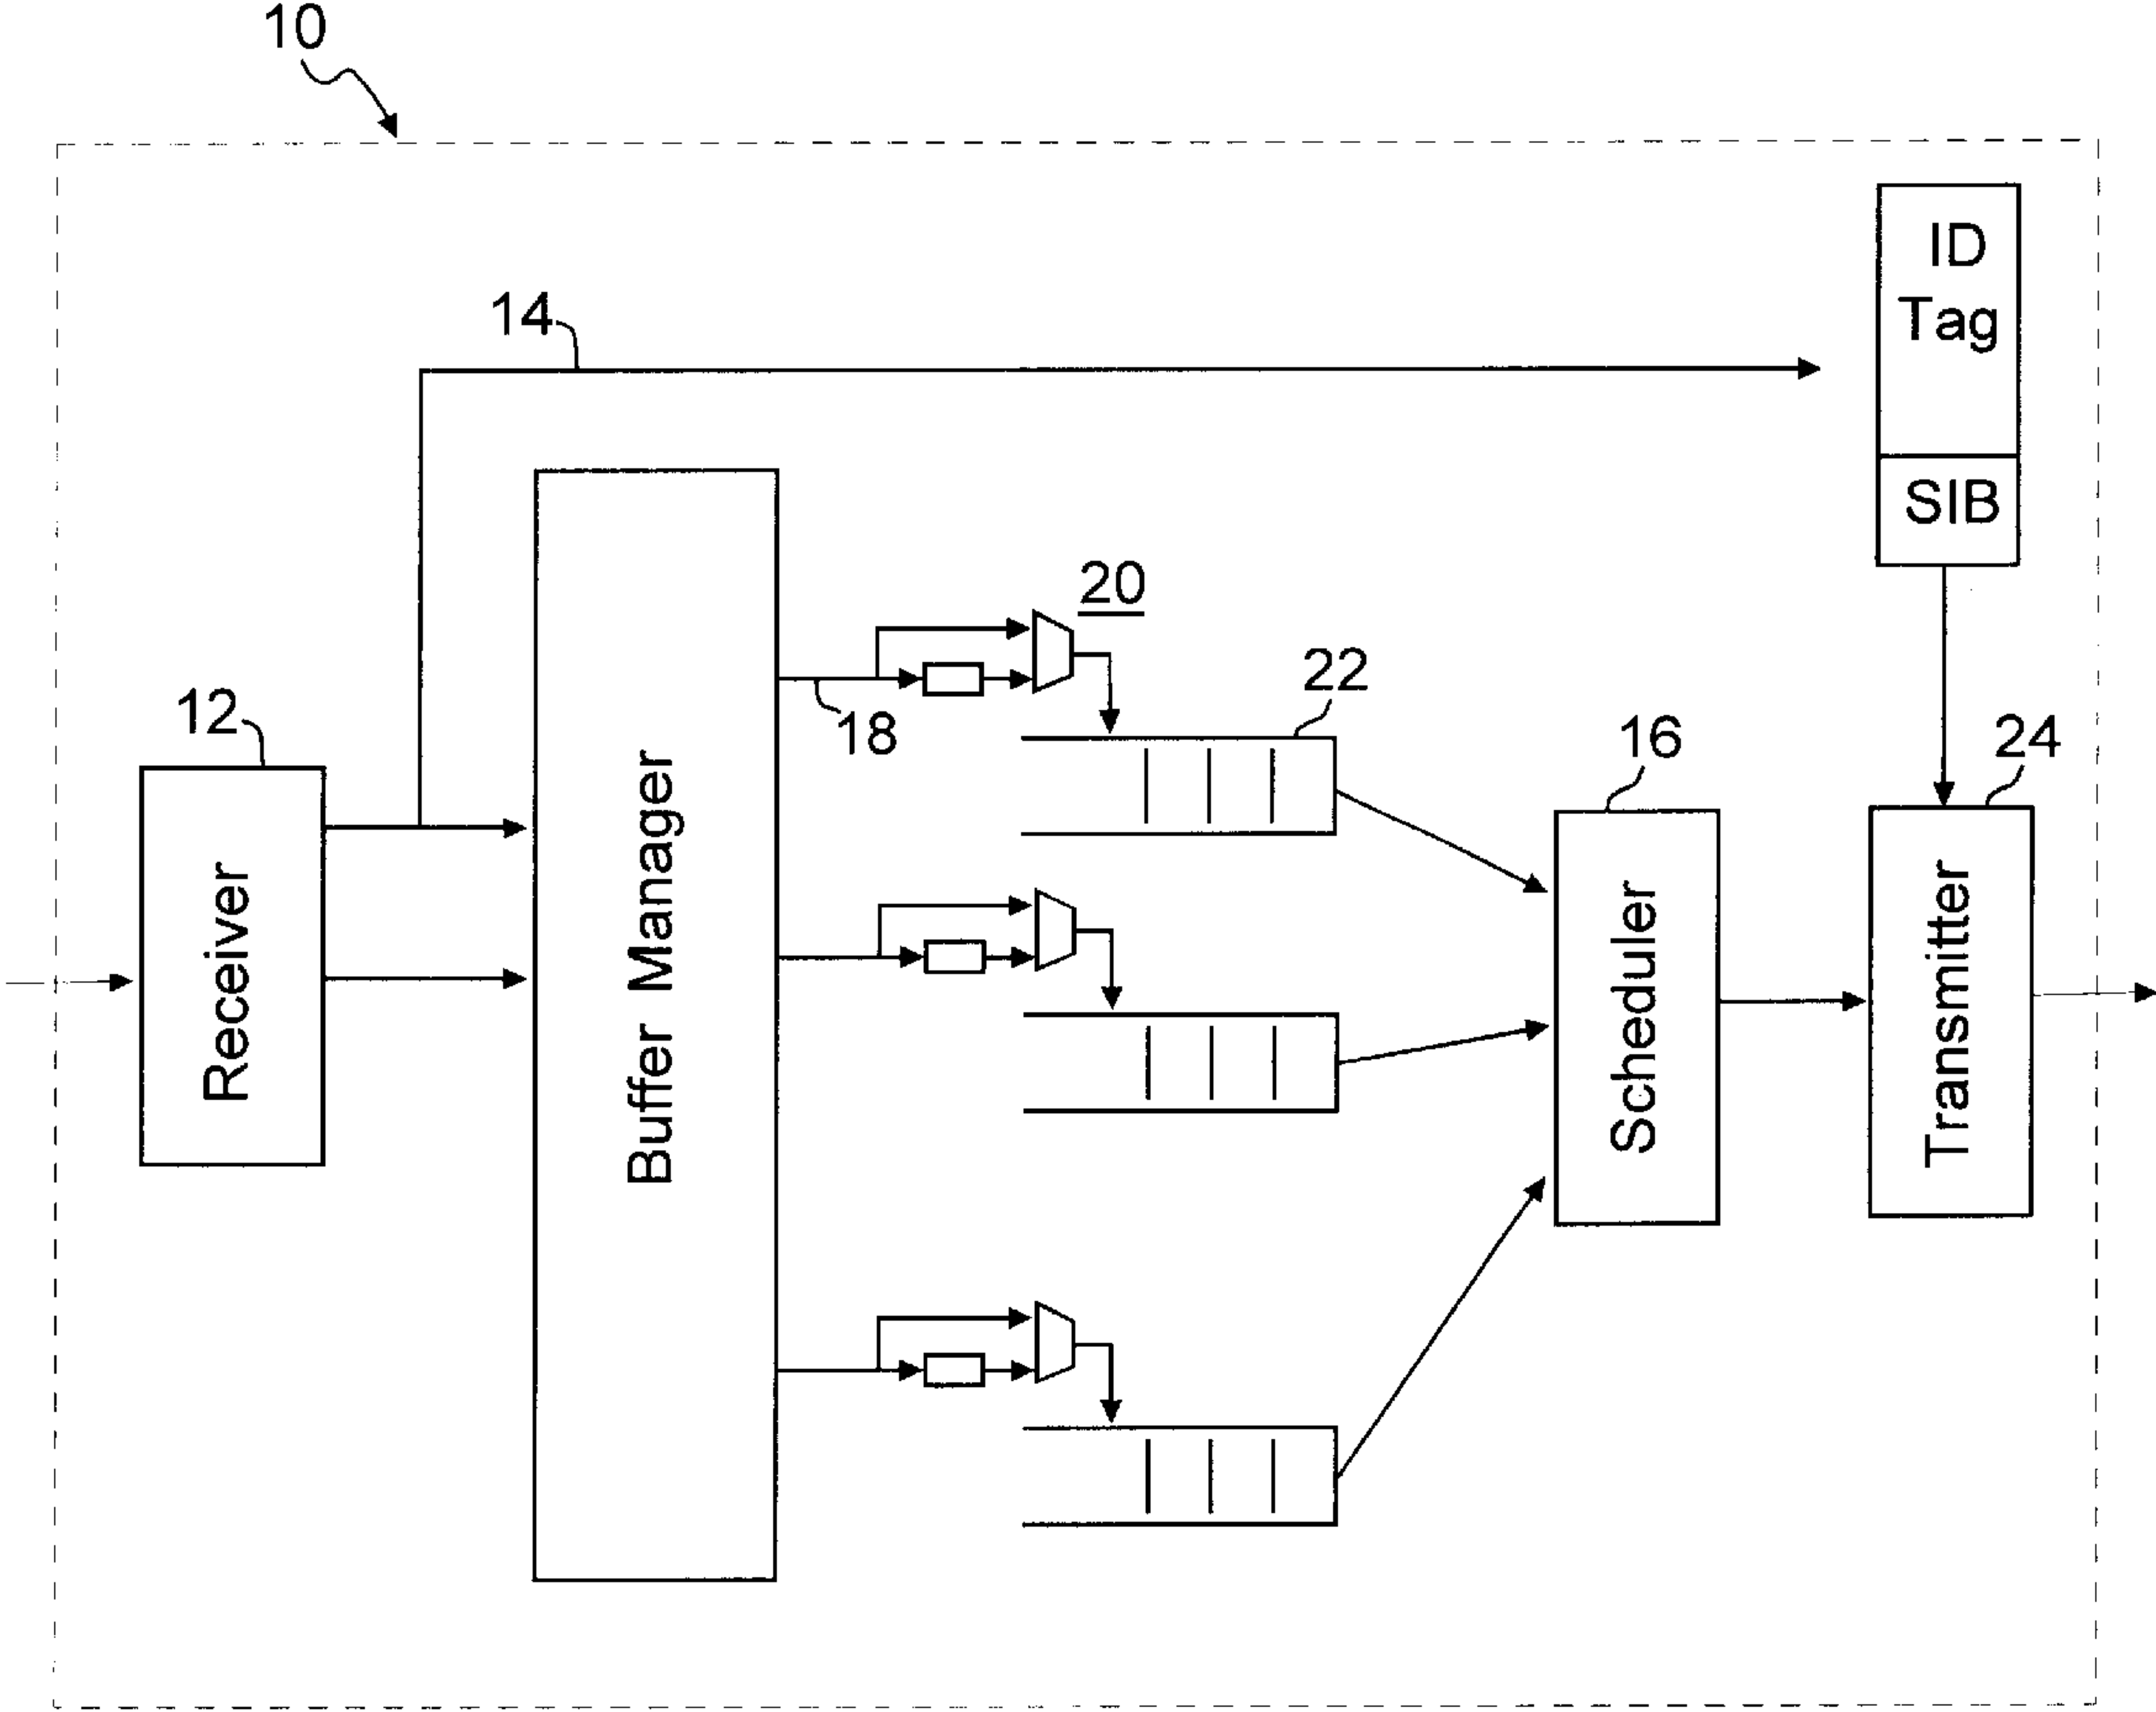 10
ID
Tag
14
SIB
20
22
18
12
16
24
Receiver
Buffer Manager
Scheduler
Transmitter